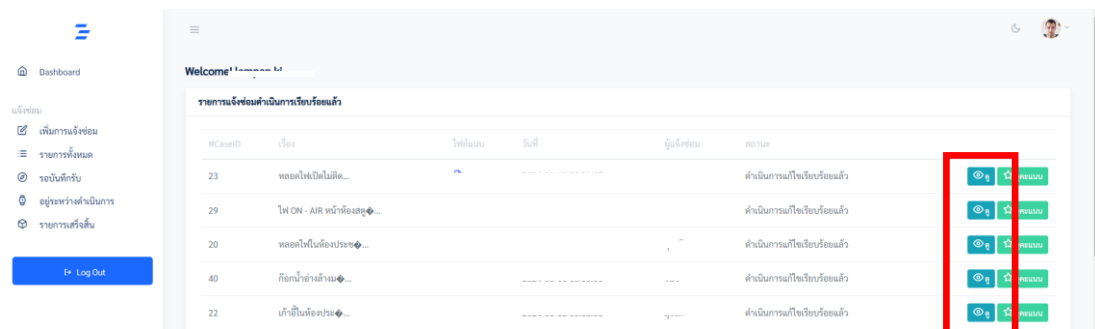 Dashboard
Welcome
แจ้งซ่อม
เพิ่มการแจ้งซ่อม
รายการทั้งหมด
รอบันทึกรับ
อยู่ระหว่างดำเนินการ
รายการเสร็จสิ้น
Log Out
รายการแจ้งซ่อมดำเนินการเรียบร้อยแล้ว
#CaseID เรื่อง ไฟล์แนบ วันที่ ผู้แจ้งซ่อม สถานะ
23 หลอดไฟเปิดไม่ติด... ดำเนินการแก้ไขเรียบร้อยแล้ว ดู คะแนน
29 ไฟ ON - AIR หน้าห้องสตู�... ดำเนินการแก้ไขเรียบร้อยแล้ว ดู คะแนน
20 หลอดไฟในห้องประช�... ดำเนินการแก้ไขเรียบร้อยแล้ว ดู คะแนน
40 ก๊อกน้ำอ่างล้างม�... ดำเนินการแก้ไขเรียบร้อยแล้ว ดู คะแนน
22 เก้าอี้ในห้องประ�... ดำเนินการแก้ไขเรียบร้อยแล้ว ดู คะแนน